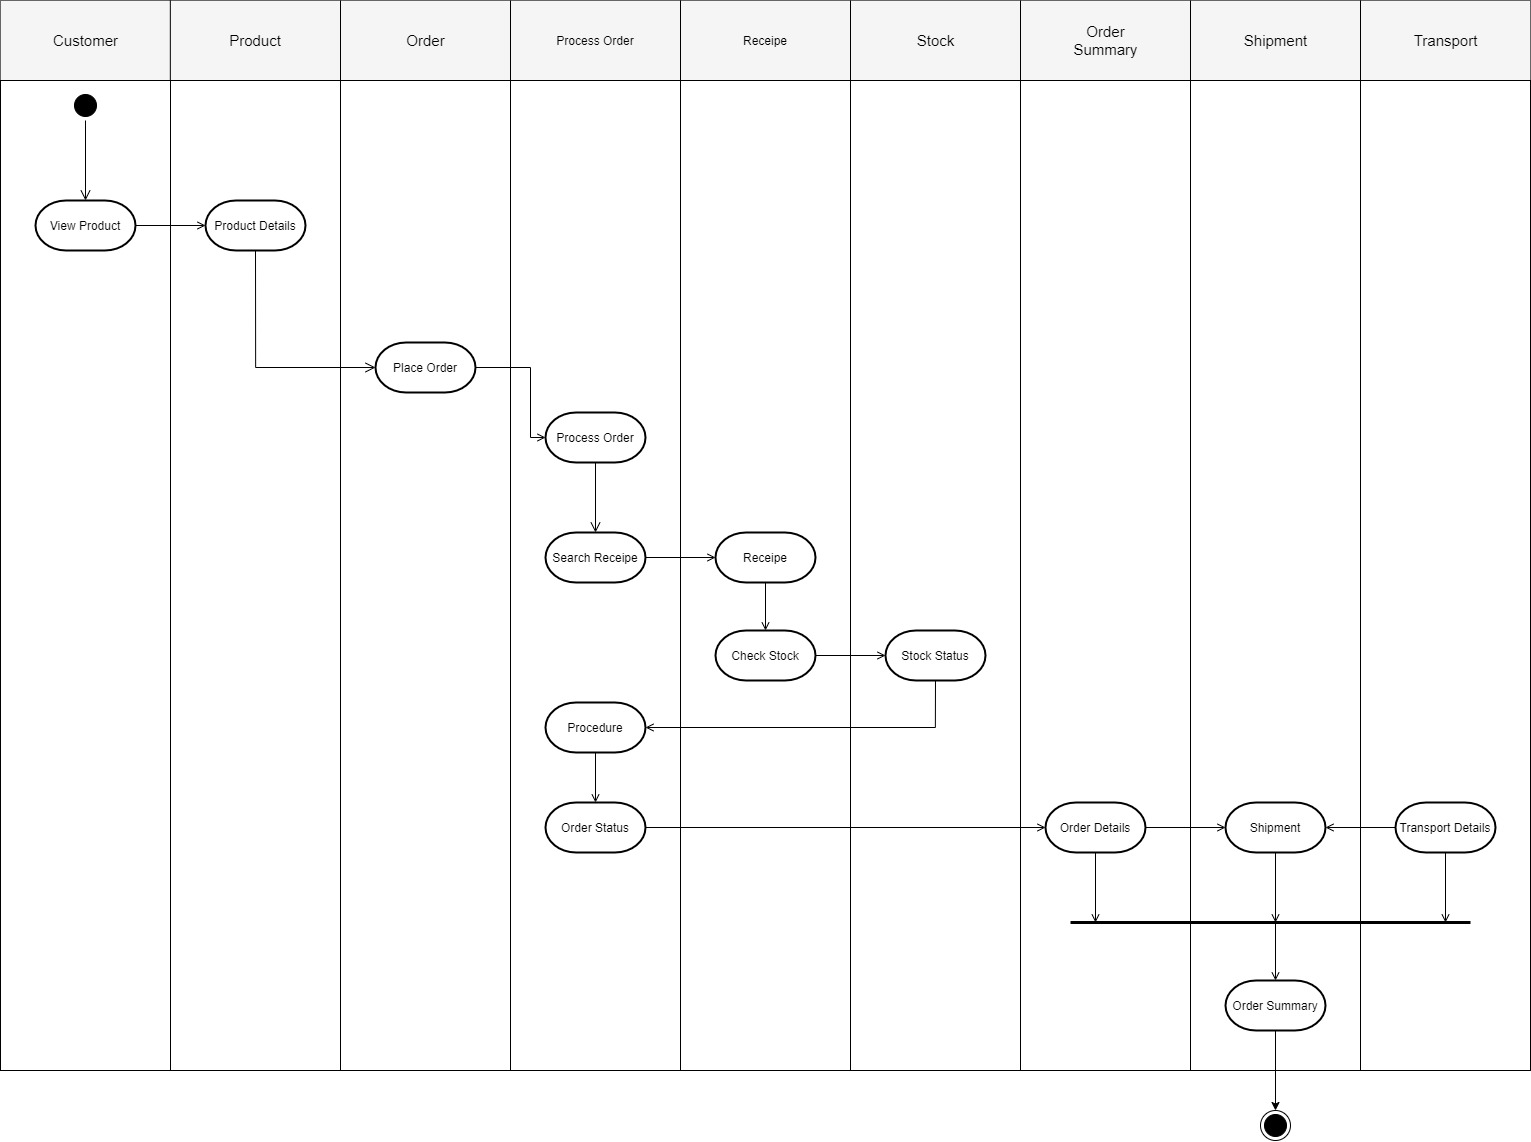 Customer
Product
Order
Process Order
Receipe
Stock
Order
Summary
Shipment
Transport
View Product
Product Details
Place Order
Process Order
Search Receipe
Receipe
Check Stock
Stock Status
Procedure
Order Status
Order Details
Shipment
Transport Details
Order Summary